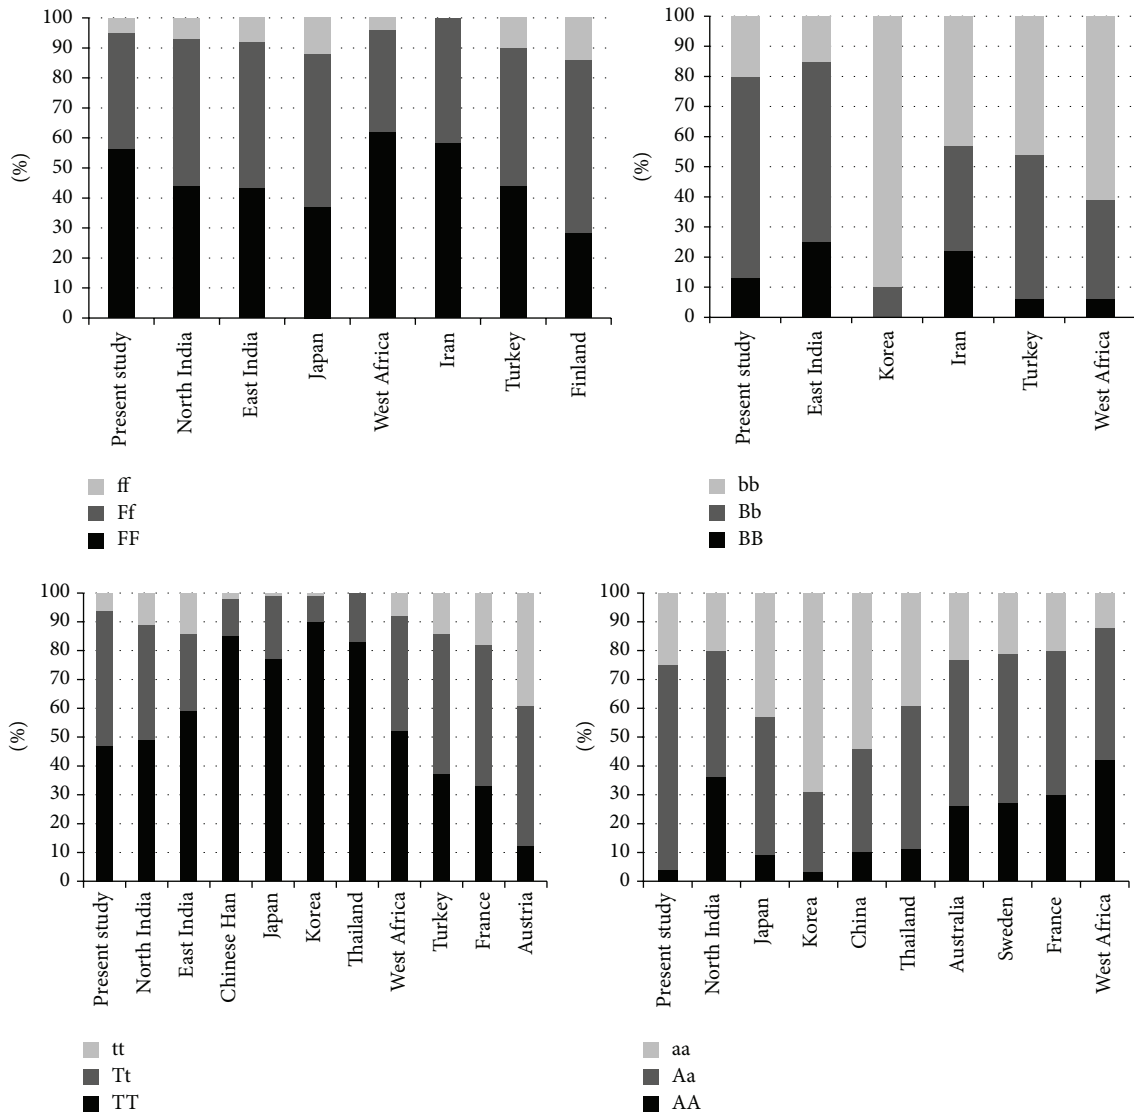 100
90
80
70
60
50
40
30
20
10
0
(%)
Present study
North India
East India
Japan
West Africa
Iran
Turkey
Finland
ff
Ff
FF
100
90
80
70
60
50
40
30
20
10
0
(%)
Present study
East India
Korea
Iran
Turkey
West Africa
bb
Bb
BB
100
90
80
70
60
50
40
30
20
10
0
(%)
Present study
North India
East India
Chinese Han
Japan
Korea
Thailand
West Africa
Turkey
France
Austria
tt
Tt
TT
100
90
80
70
60
50
40
30
20
10
0
(%)
Present study
North India
Japan
Korea
China
Thailand
Australia
Sweden
France
West Africa
aa
Aa
AA